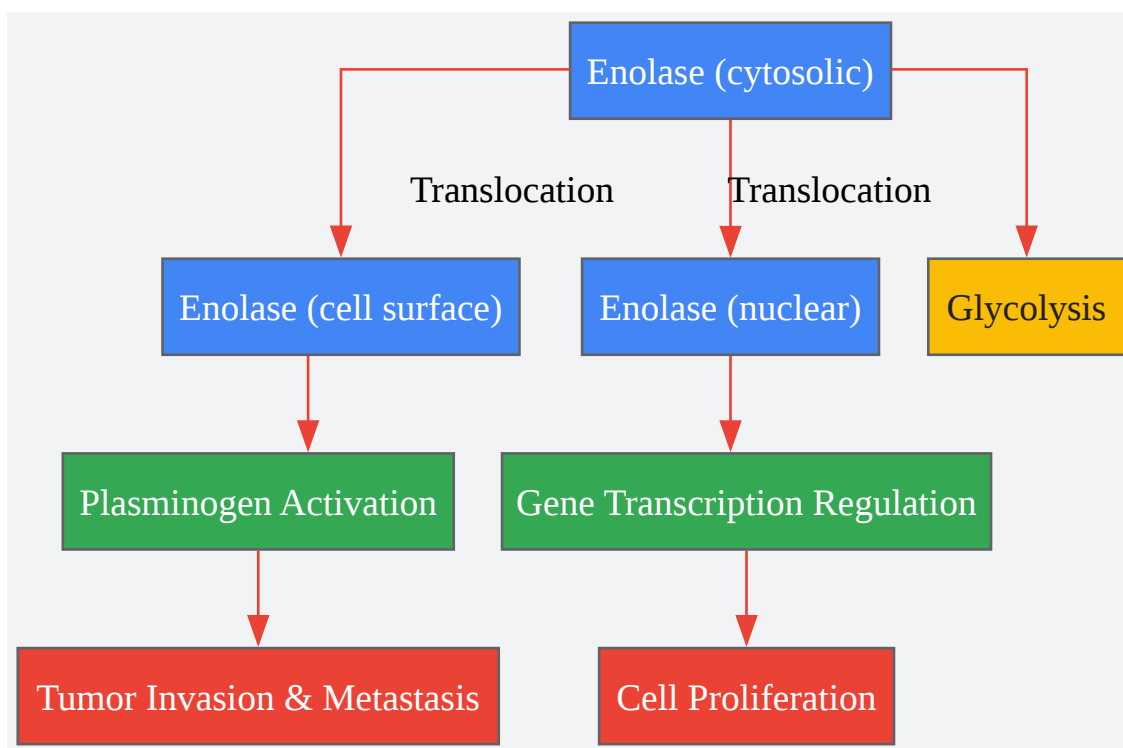 Enolase (cytosolic)
Translocation
Translocation
Enolase (cell surface)
Enolase (nuclear)
Glycolysis
Plasminogen Activation
Gene Transcription Regulation
Tumor Invasion & Metastasis
Cell Proliferation